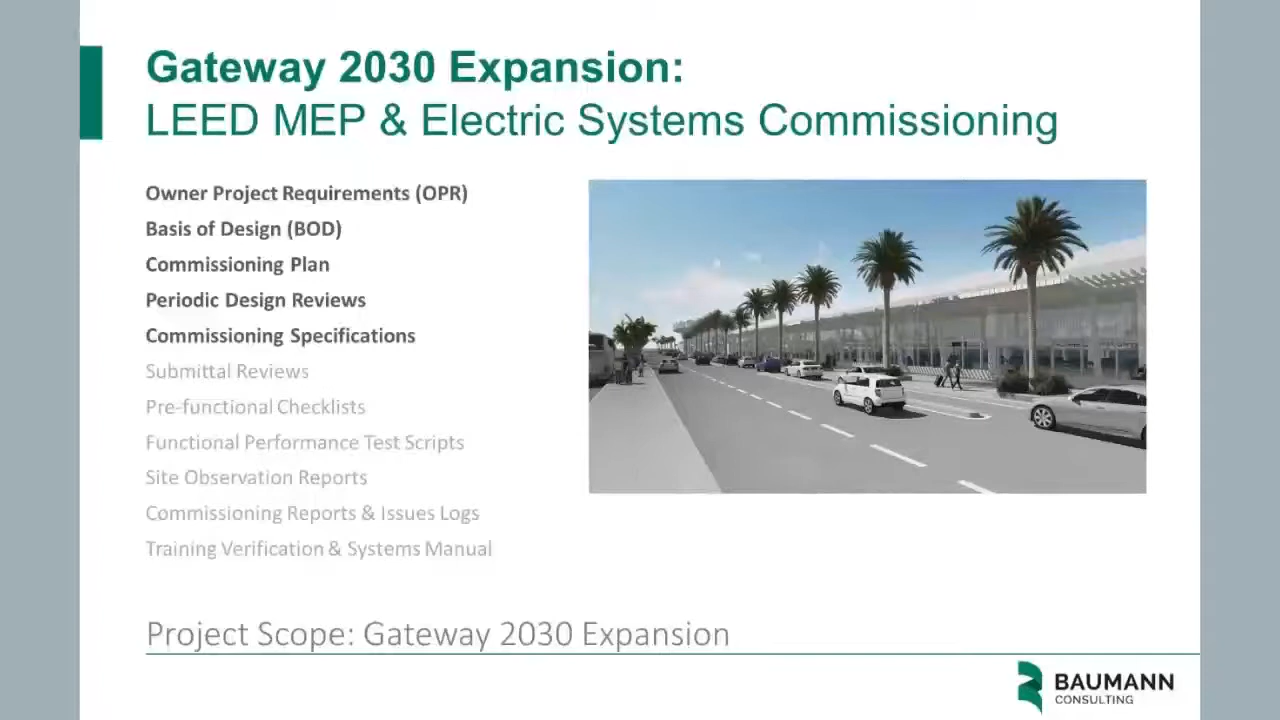 Gateway 2030 Expansion:
LEED MEP & Electric Systems Commissioning
Owner Project Requirements (OPR)
Basis of Design (BOD)
Commissioning Plan
Periodic Design Reviews
Commissioning Specifications
Submittal Reviews
Pre-functional Checklists
Functional Performance Test Scripts
Site Observation Reports
Commissioning Reports & Issues Logs
Training Verification & Systems Manual
Project Scope: Gateway 2030 Expansion
BAUMANN
CONSULTING